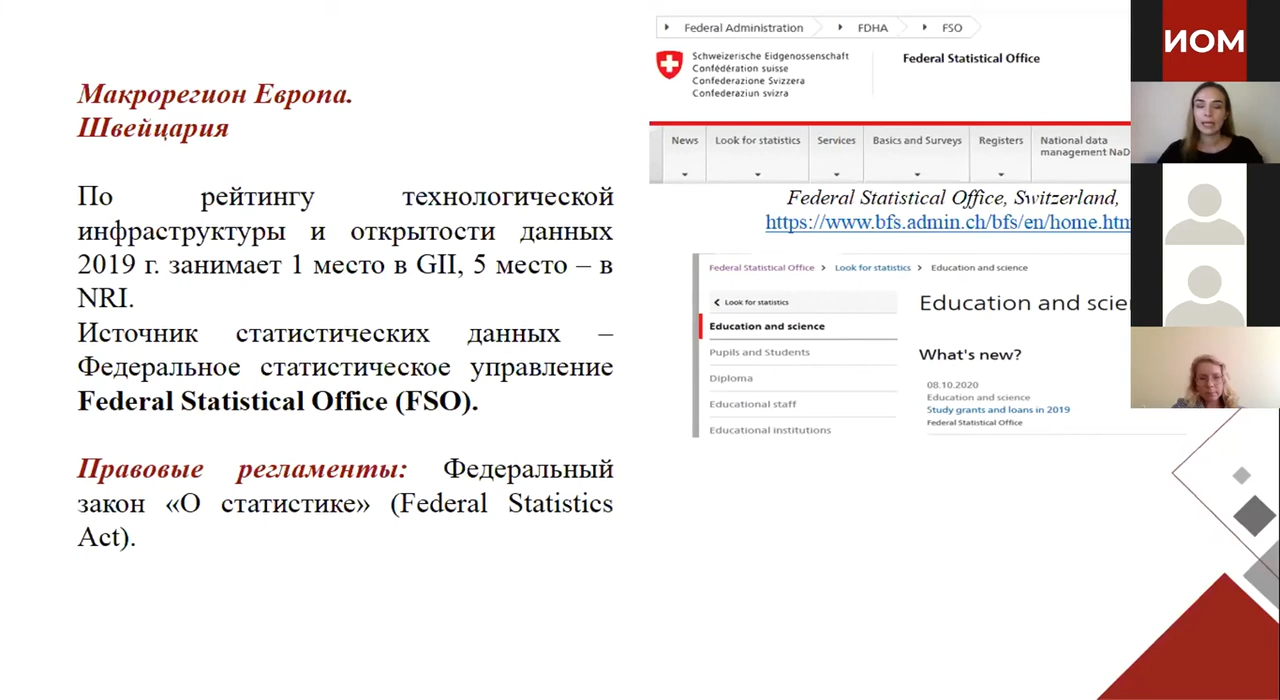 Макрорегион Европа.
Швейцария
По рейтингу технологической
инфраструктуры и открытости данных
2019 г. занимает 1 место в GII, 5 место – в
NRI.
Источник статистических данных –
Федеральное статистическое управление
Federal Statistical Office (FSO).
Правовые регламенты: Федеральный
закон «О статистике» (Federal Statistics
Act).
Federal Administration FDHA FSO
Schweizerische Eidgenossenschaft
Confédération suisse
Confederazione Svizzera
Confederaziun svizra
Federal Statistical Office
News Look for statistics Services Basics and Surveys Registers National data
management NaD
Federal Statistical Office, Switzerland,
https://www.bfs.admin.ch/bfs/en/home.htm
Federal Statistical Office > Look for statistics > Education and science
Look for statistics
Education and science
Pupils and Students
Diploma
Educational staff
Educational institutions
Education and scie
What's new?
08.10.2020
Education and science
Study grants and loans in 2019
Federal Statistical Office
ИОМ